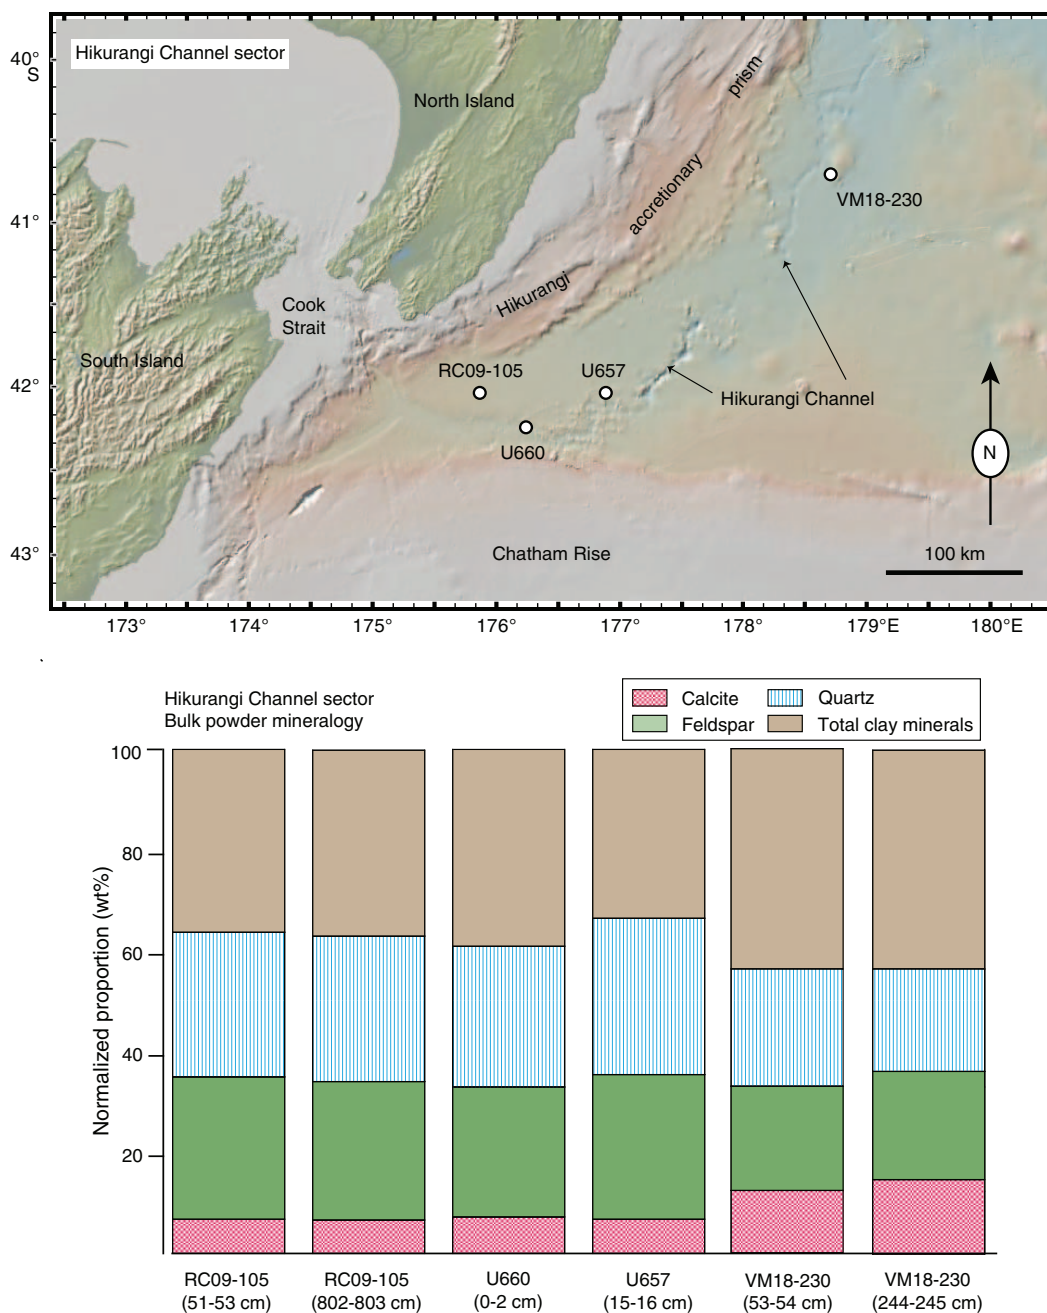 Hikurangi Channel sector
40°
S
41°
42°
43°
North Island
prism
accretionary
Hikurangi
VM18-230
Cook
Strait
South Island
RC09-105
U657
U660
Hikurangi Channel
N
Chatham Rise
100 km
173°
174°
175°
176°
177°
178°
179°E
180°E
Hikurangi Channel sector
Bulk powder mineralogy
Calcite
Quartz
Feldspar
Total clay minerals
Normalized proportion (wt%)
100
80
60
40
20
RC09-105
(51-53 cm)
RC09-105
(802-803 cm)
U660
(0-2 cm)
U657
(15-16 cm)
VM18-230
(53-54 cm)
VM18-230
(244-245 cm)